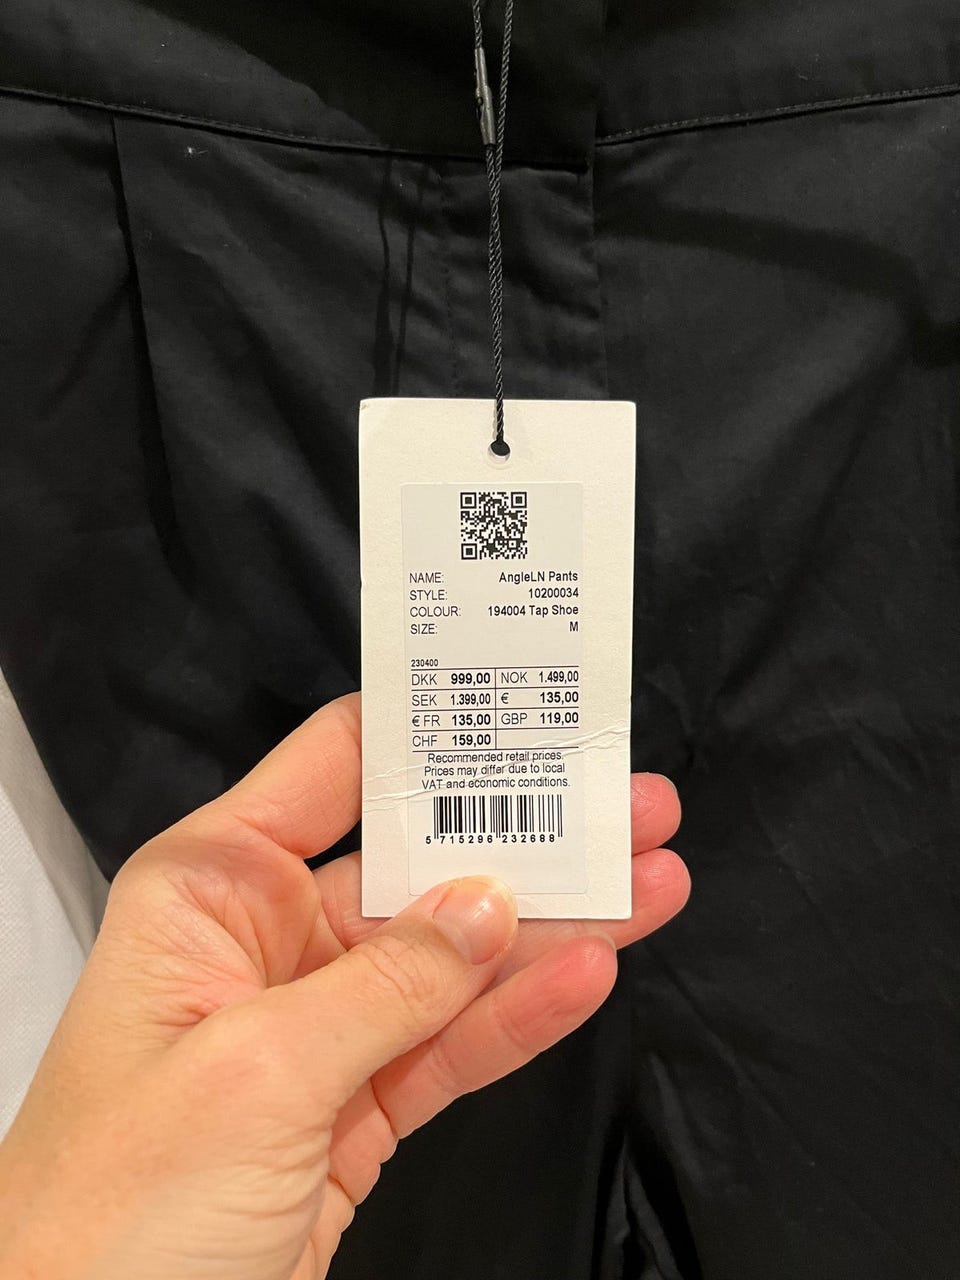 NAME: AngleLN Pants
STYLE: 10200034
COLOUR: 194004 Tap Shoe
SIZE: M
230400
DKK 999,00 NOK 1.499,00
SEK 1.399,00 € 135,00
€ FR 135,00 GBP 119,00
CHF 159,00
Recommended retail prices.
Prices may differ due to local
VAT and economic conditions.
5 715296 232688